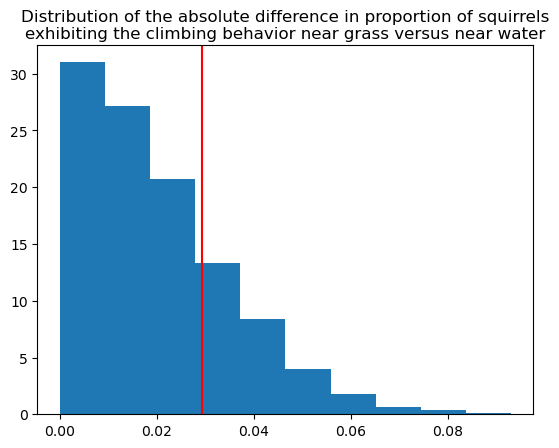 Distribution of the absolute difference in proportion of squirrels
exhibiting the climbing behavior near grass versus near water
30
25
20
15
10
5
0
0.00 0.02 0.04 0.06 0.08